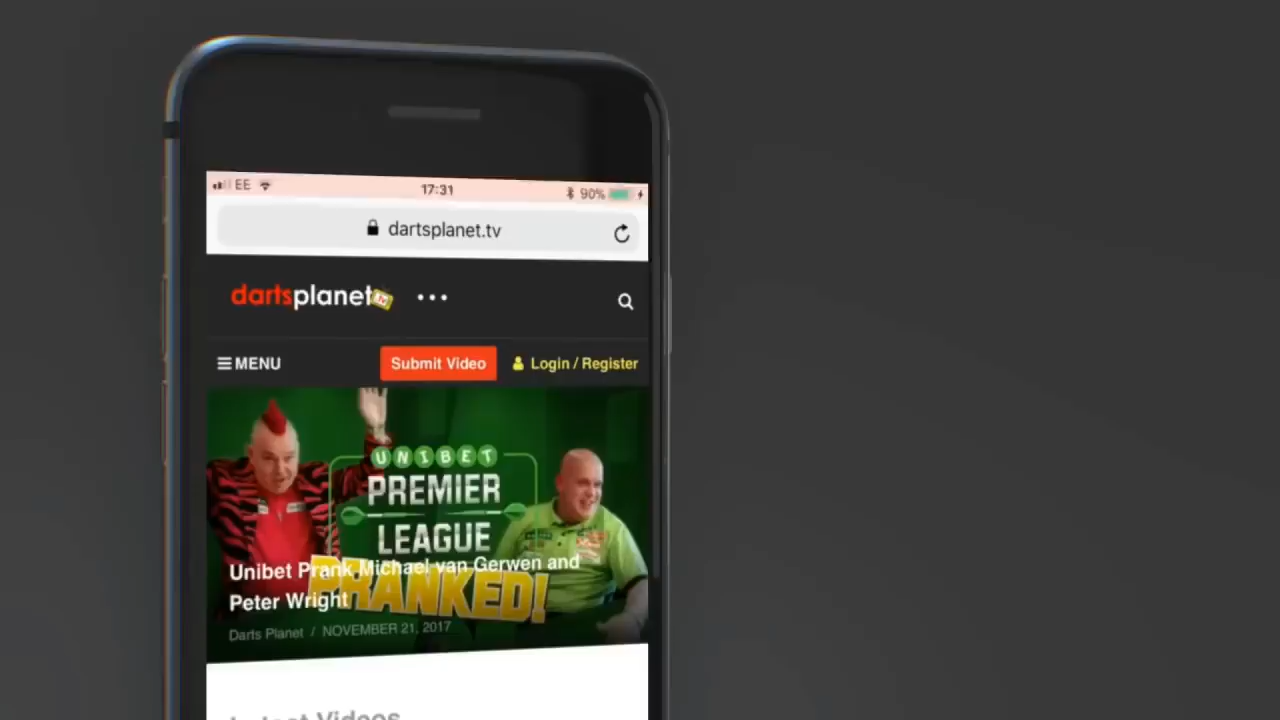 EE 17:31 90%
dartsplanet.tv
dartsplanet tv •••
MENU Submit Video Login / Register
UNIBET
PREMIER
LEAGUE
PRANKED!
Unibet Prank Michael van Gerwen and
Peter Wright
Darts Planet / NOVEMBER 21, 2017
Latest Videos